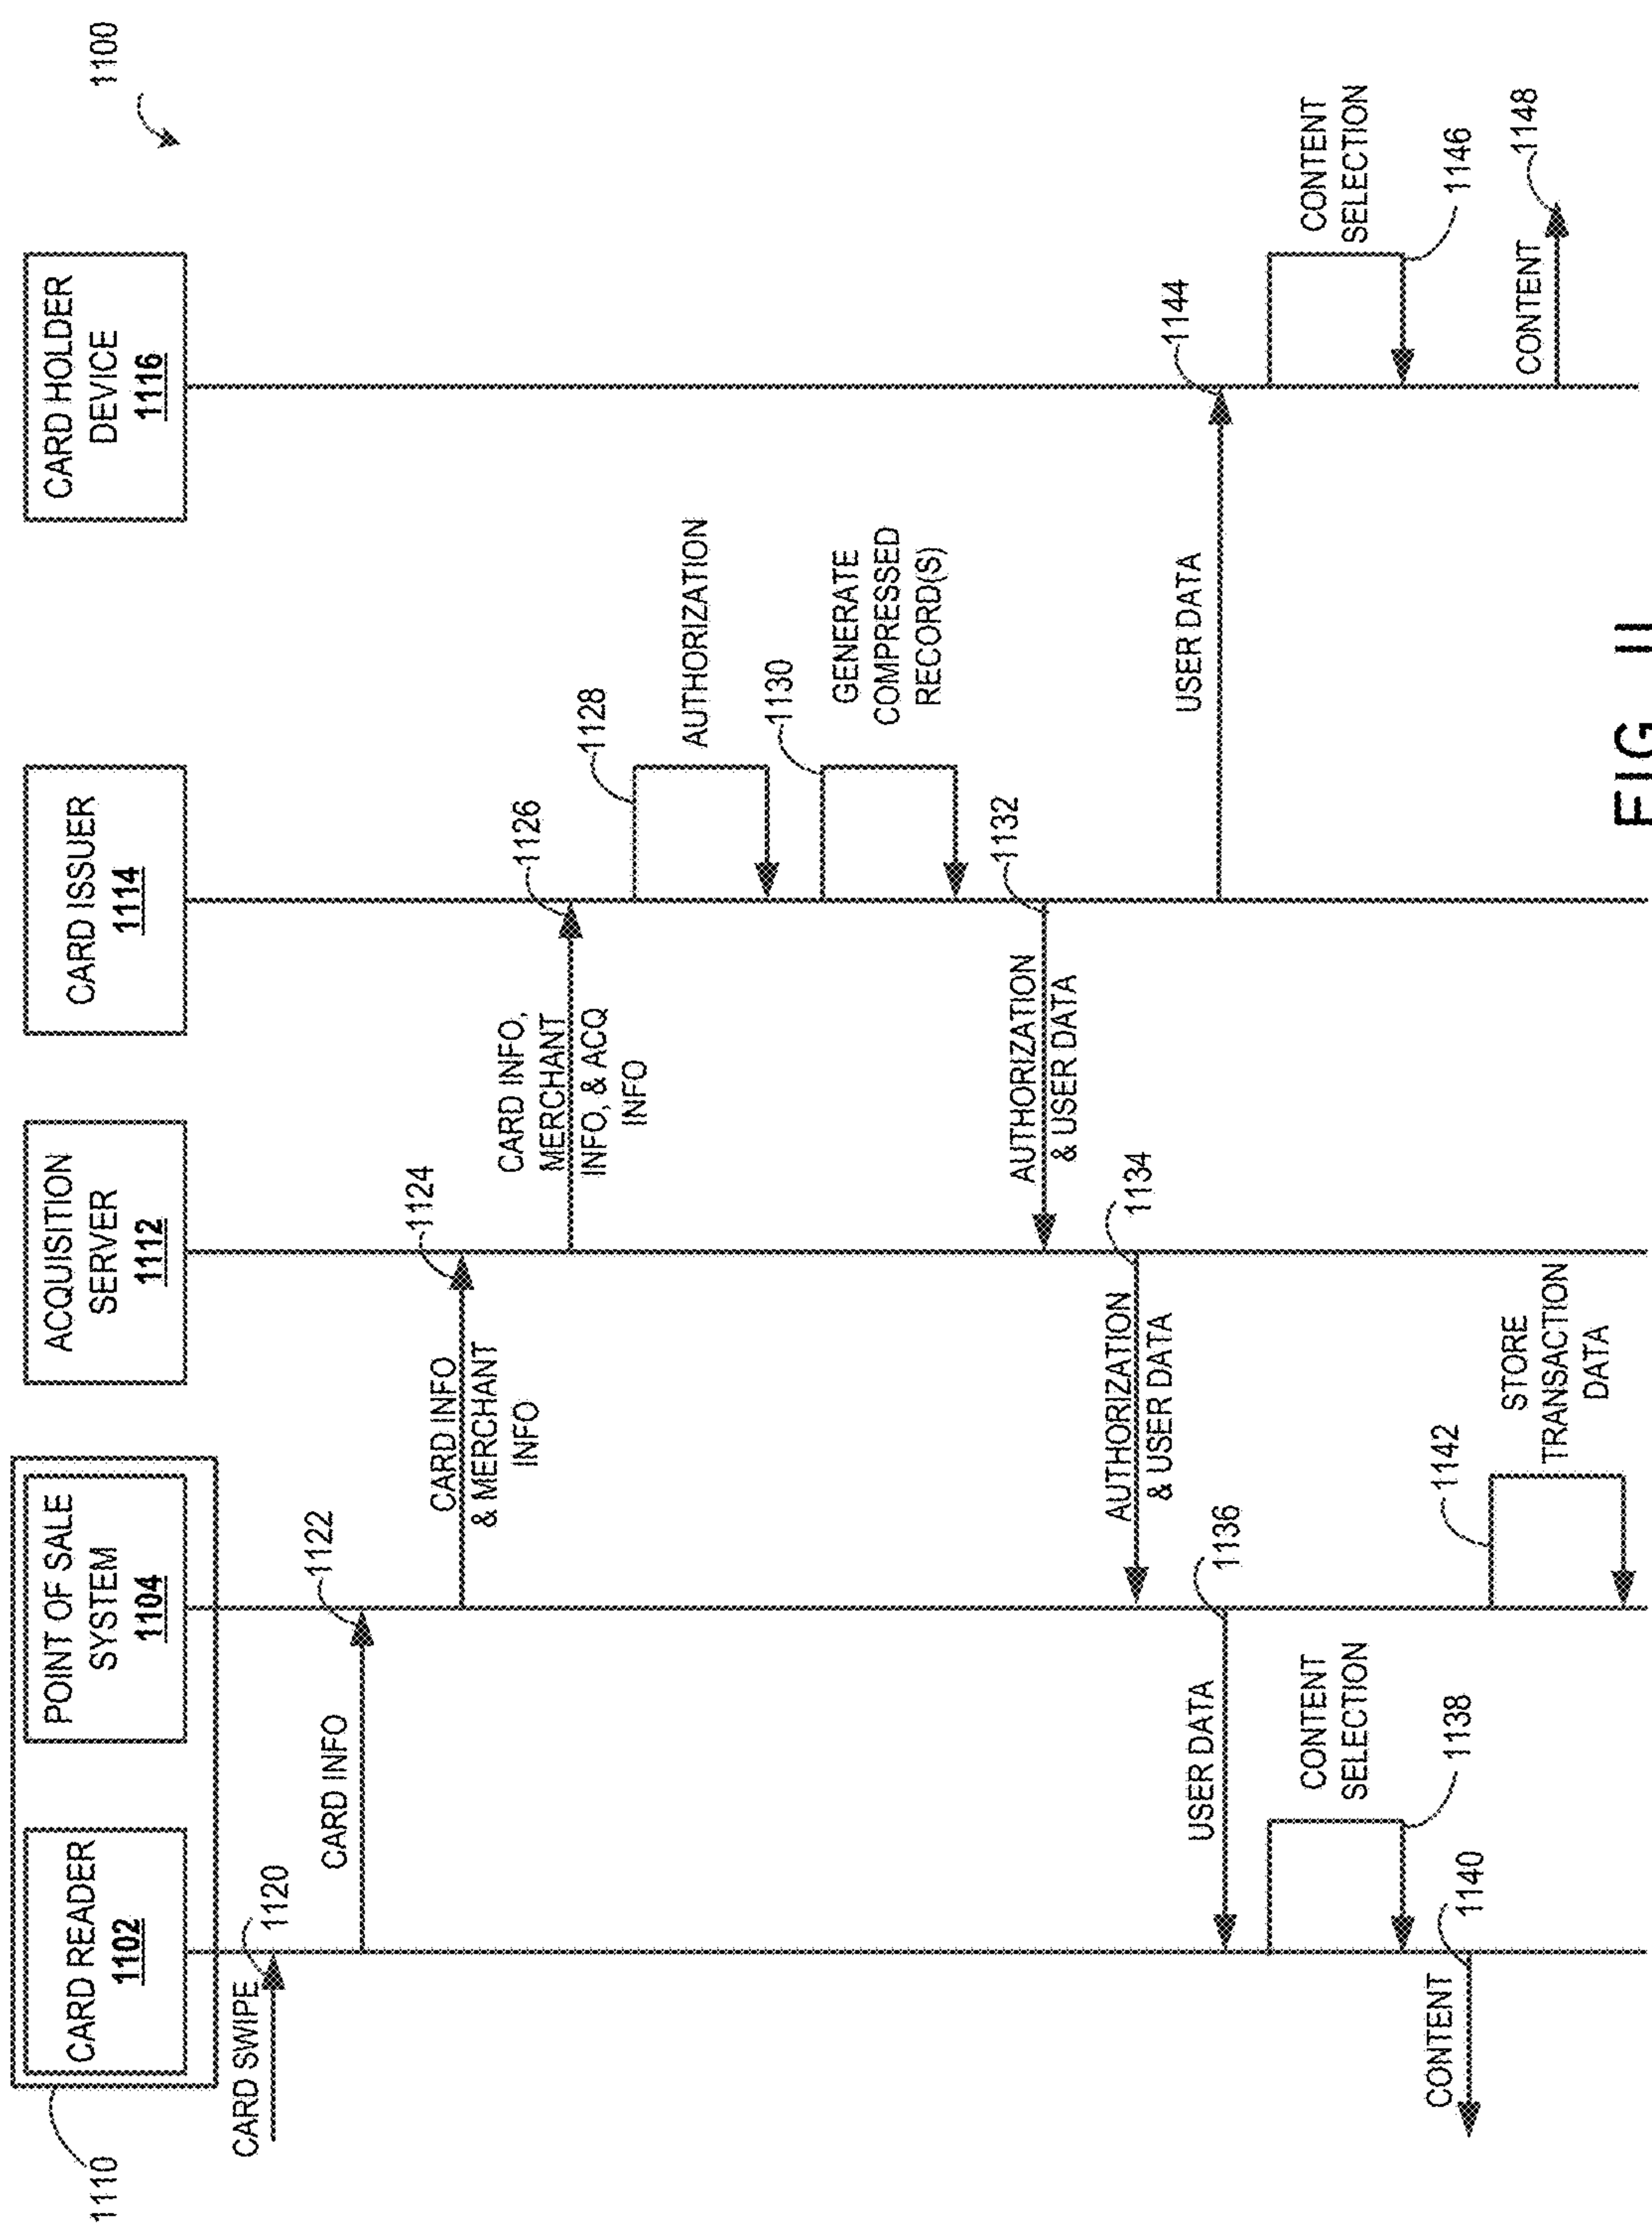 1100
1110
CARD READER
1102
POINT OF SALE
SYSTEM
1104
ACQUISITION
SERVER
1112
CARD ISSUER
1114
CARD HOLDER
DEVICE
1116
CARD SWIPE
1120
CARD INFO
1122
CARD INFO
& MERCHANT
INFO
1124
CARD INFO,
MERCHANT
INFO, & ACQ
INFO
1126
1128
AUTHORIZATION
1130
GENERATE
COMPRESSED
RECORD(S)
AUTHORIZATION
& USER DATA
1132
AUTHORIZATION
& USER DATA
1134
USER DATA
1136
USER DATA
1144
CONTENT
SELECTION
1138
CONTENT
SELECTION
1146
CONTENT
1140
1142
STORE
TRANSACTION
DATA
CONTENT
1148
FIG. 11